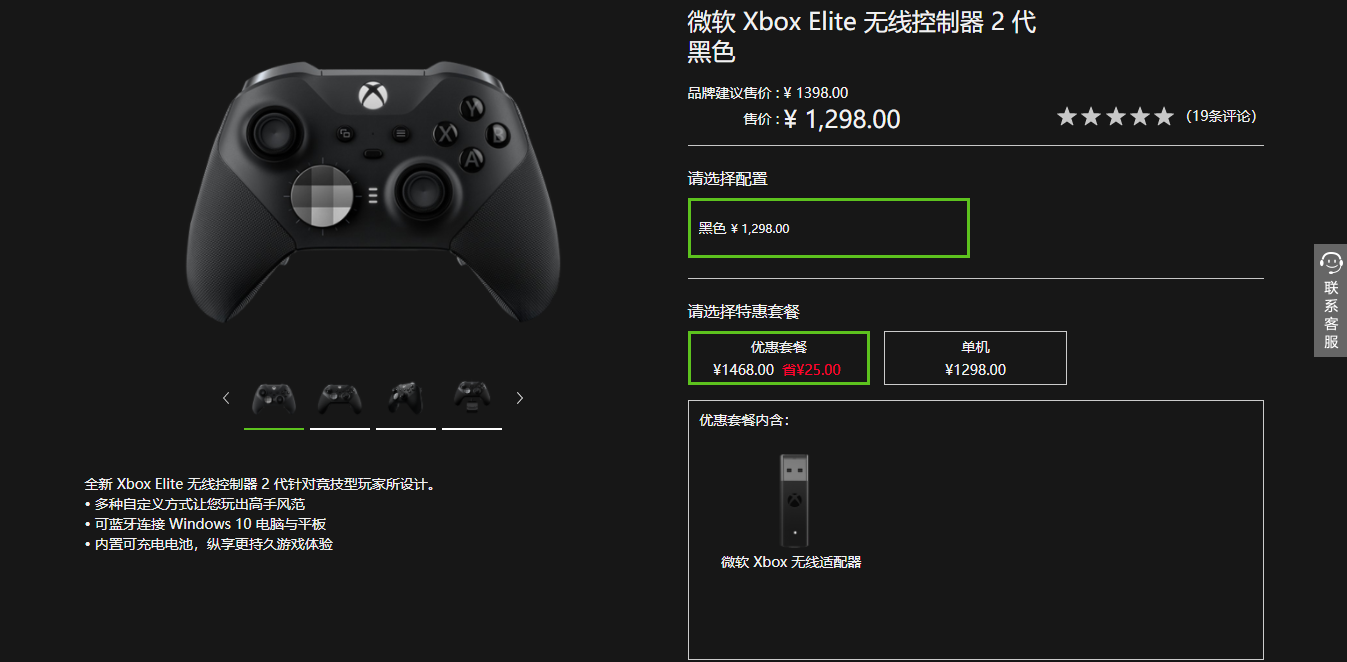 微软 Xbox Elite 无线控制器 2 代
黑色
品牌建议售价 : ¥ 1398.00
售价 : ¥ 1,298.00
(19条评论)
请选择配置
黑色 ¥ 1,298.00
请选择特惠套餐
优惠套餐
¥1468.00 省¥25.00
单机
¥1298.00
优惠套餐内含：
微软 Xbox 无线适配器
Y
X
B
A
全新 Xbox Elite 无线控制器 2 代针对竞技型玩家所设计。
• 多种自定义方式让您玩出高手风范
• 可蓝牙连接 Windows 10 电脑与平板
• 内置可充电电池，纵享更持久游戏体验
联系客服